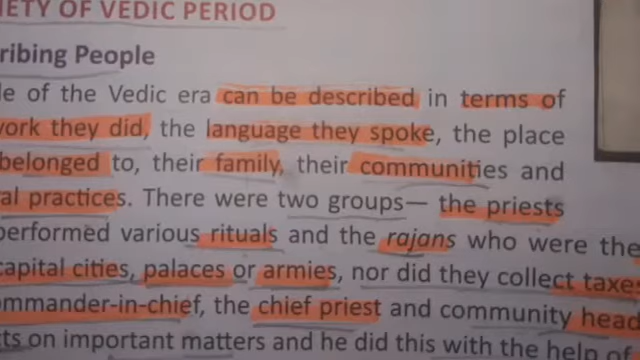 IETY OF VEDIC PERIOD
ribing People
le of the Vedic era can be described in terms of
work they did, the language they spoke, the place
belonged to, their family, their communities and
al practices. There were two groups— the priests
performed various rituals and the rajans who were the
capital cities, palaces or armies, nor did they collect taxes
ommander-in-chief, the chief priest and community head
ts on important matters and he did this with the help of